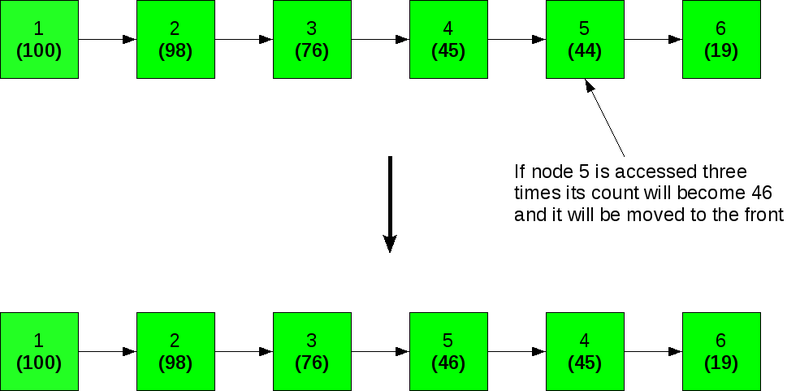 1 2 3 4 5 6
(100) (98) (76) (45) (44) (19)
If node 5 is accessed three
times its count will become 46
and it will be moved to the front
1 2 3 5 4 6
(100) (98) (76) (46) (45) (19)